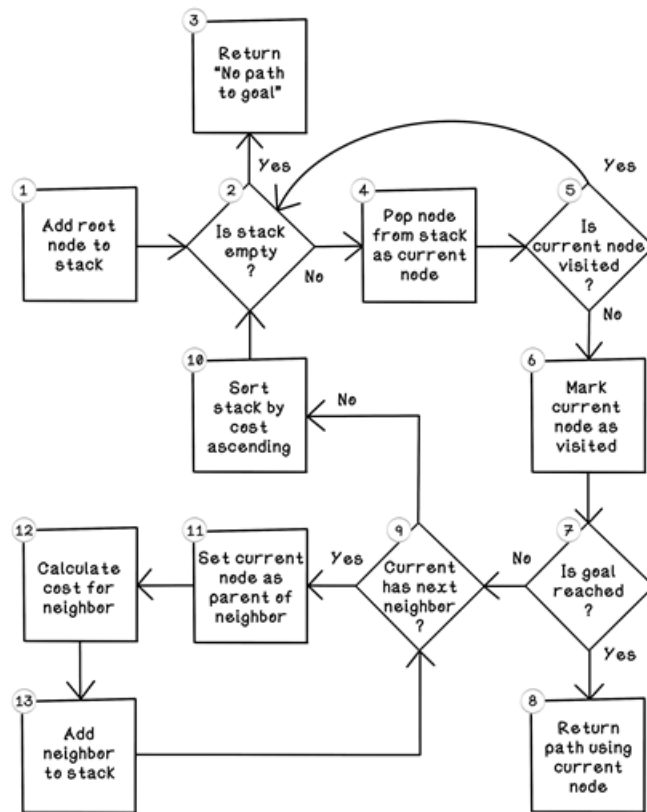 3
Return
"No path
to goal"
Yes
1
Add root
node to
stack
2
Is stack
empty
?
No
4
Pop node
from stack
as current
node
5
Is
current node
visited
?
Yes
No
6
Mark
current
node as
visited
7
Is goal
reached
?
No
Yes
8
Return
path using
current
node
9
Current
has next
neighbor
?
No
Yes
10
Sort
stack by
cost
ascending
11
Set current
node as
parent of
neighbor
12
Calculate
cost for
neighbor
13
Add
neighbor
to stack